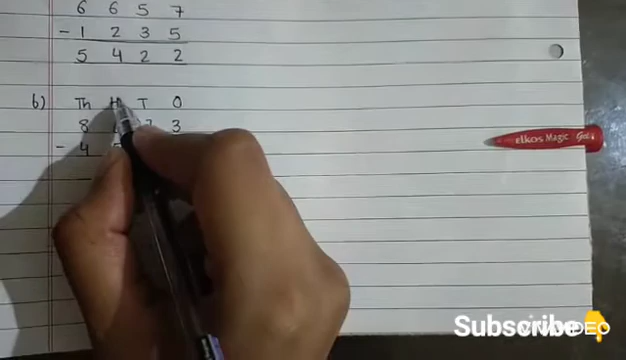 6 6 5 7
- 1 2 3 5
5 4 2 2
b) Th H T O
8 3
- 4
elkos Magic Gel
Subscribe
VIVAVIDEO